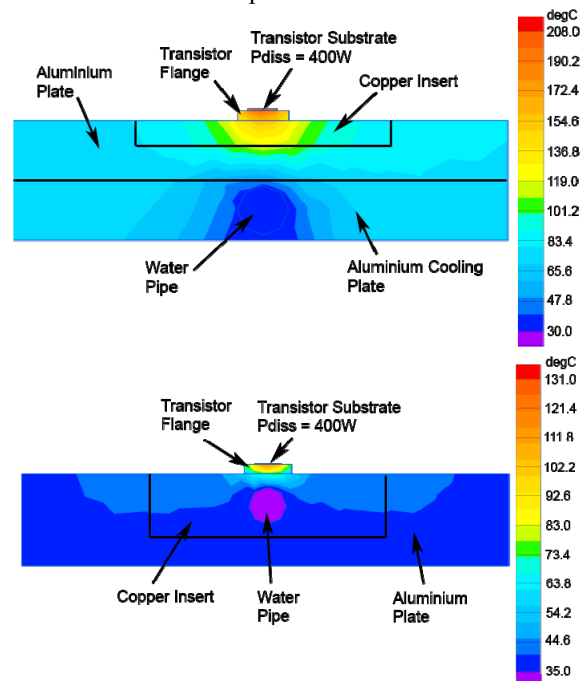 degC
208.0
192.2
172.4
154.6
136.8
119.0
101.2
83.4
65.6
47.8
30.0
Transistor Substrate
Pdiss = 400W
Transistor
Flange
Aluminium
Plate
Copper Insert
Water
Pipe
Aluminium Cooling
Plate
degC
131.0
121.4
111.8
102.2
92.6
83.0
73.4
63.8
54.2
44.6
35.0
Transistor
Flange
Transistor Substrate
Pdiss = 400W
Copper Insert
Water
Pipe
Aluminium
Plate